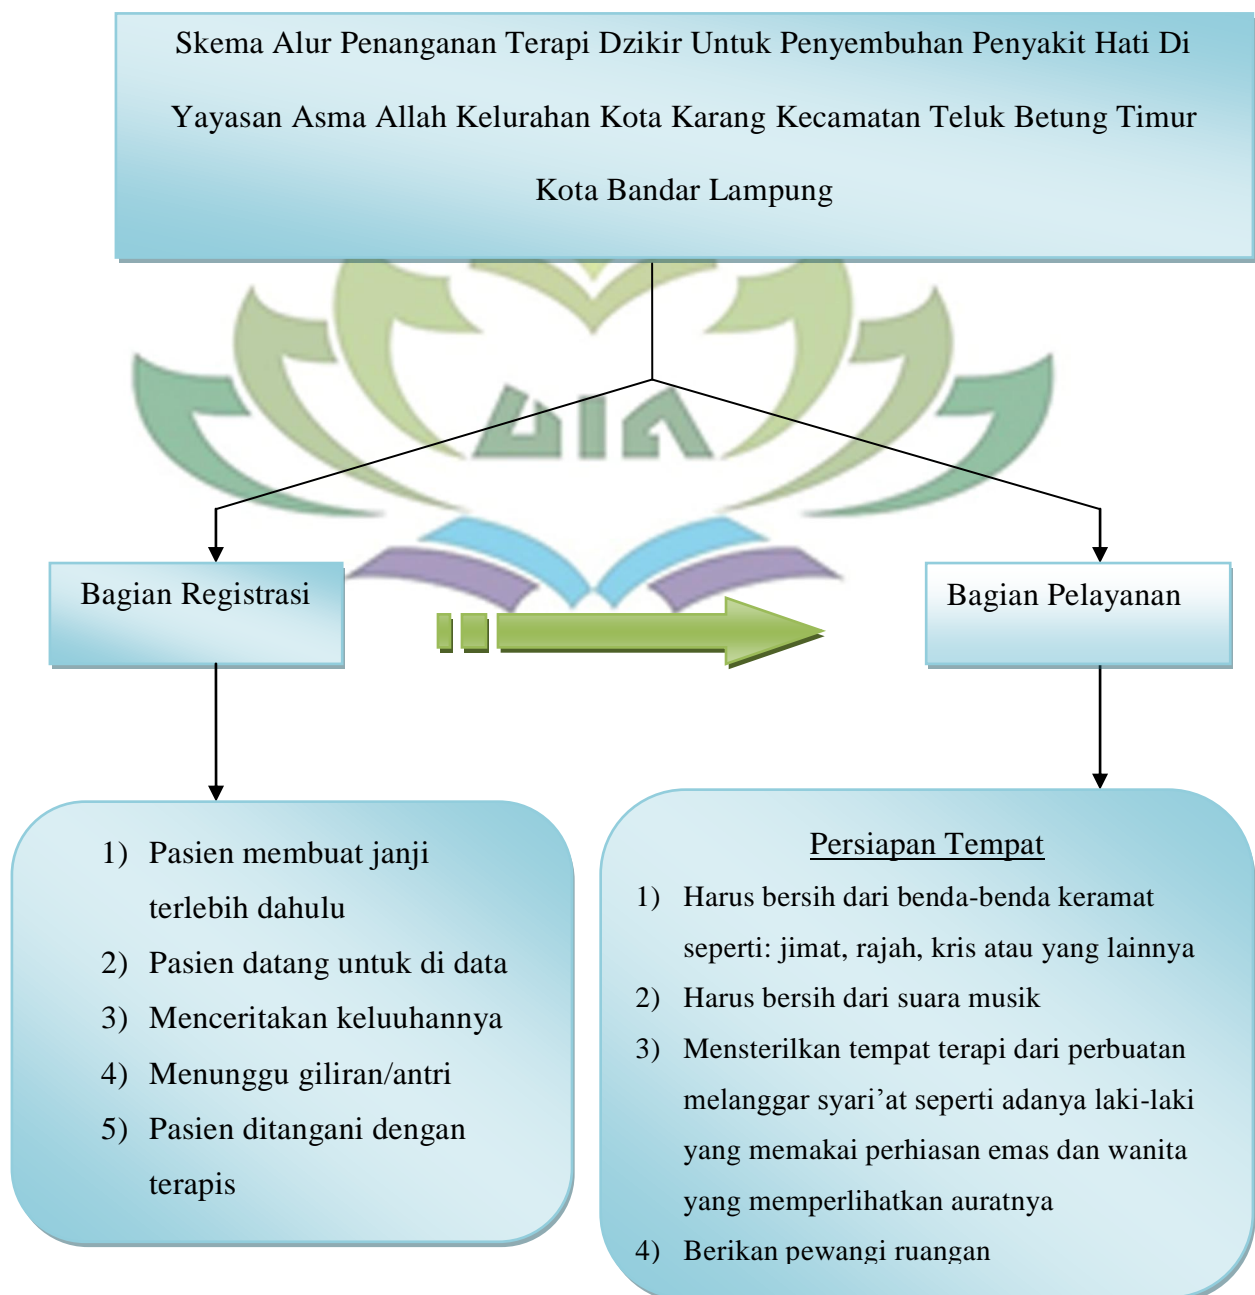 Skema Alur Penanganan Terapi Dzikir Untuk Penyembuhan Penyakit Hati Di
Yayasan Asma Allah Kelurahan Kota Karang Kecamatan Teluk Betung Timur
Kota Bandar Lampung
Bagian Registrasi
Bagian Pelayanan
1) Pasien membuat janji
terlebih dahulu
2) Pasien datang untuk di data
3) Menceritakan keluuhannya
4) Menunggu giliran/antri
5) Pasien ditangani dengan
terapis
Persiapan Tempat
1) Harus bersih dari benda-benda keramat
seperti: jimat, rajah, kris atau yang lainnya
2) Harus bersih dari suara musik
3) Mensterilkan tempat terapi dari perbuatan
melanggar syari’at seperti adanya laki-laki
yang memakai perhiasan emas dan wanita
yang memperlihatkan auratnya
4) Berikan pewangi ruangan